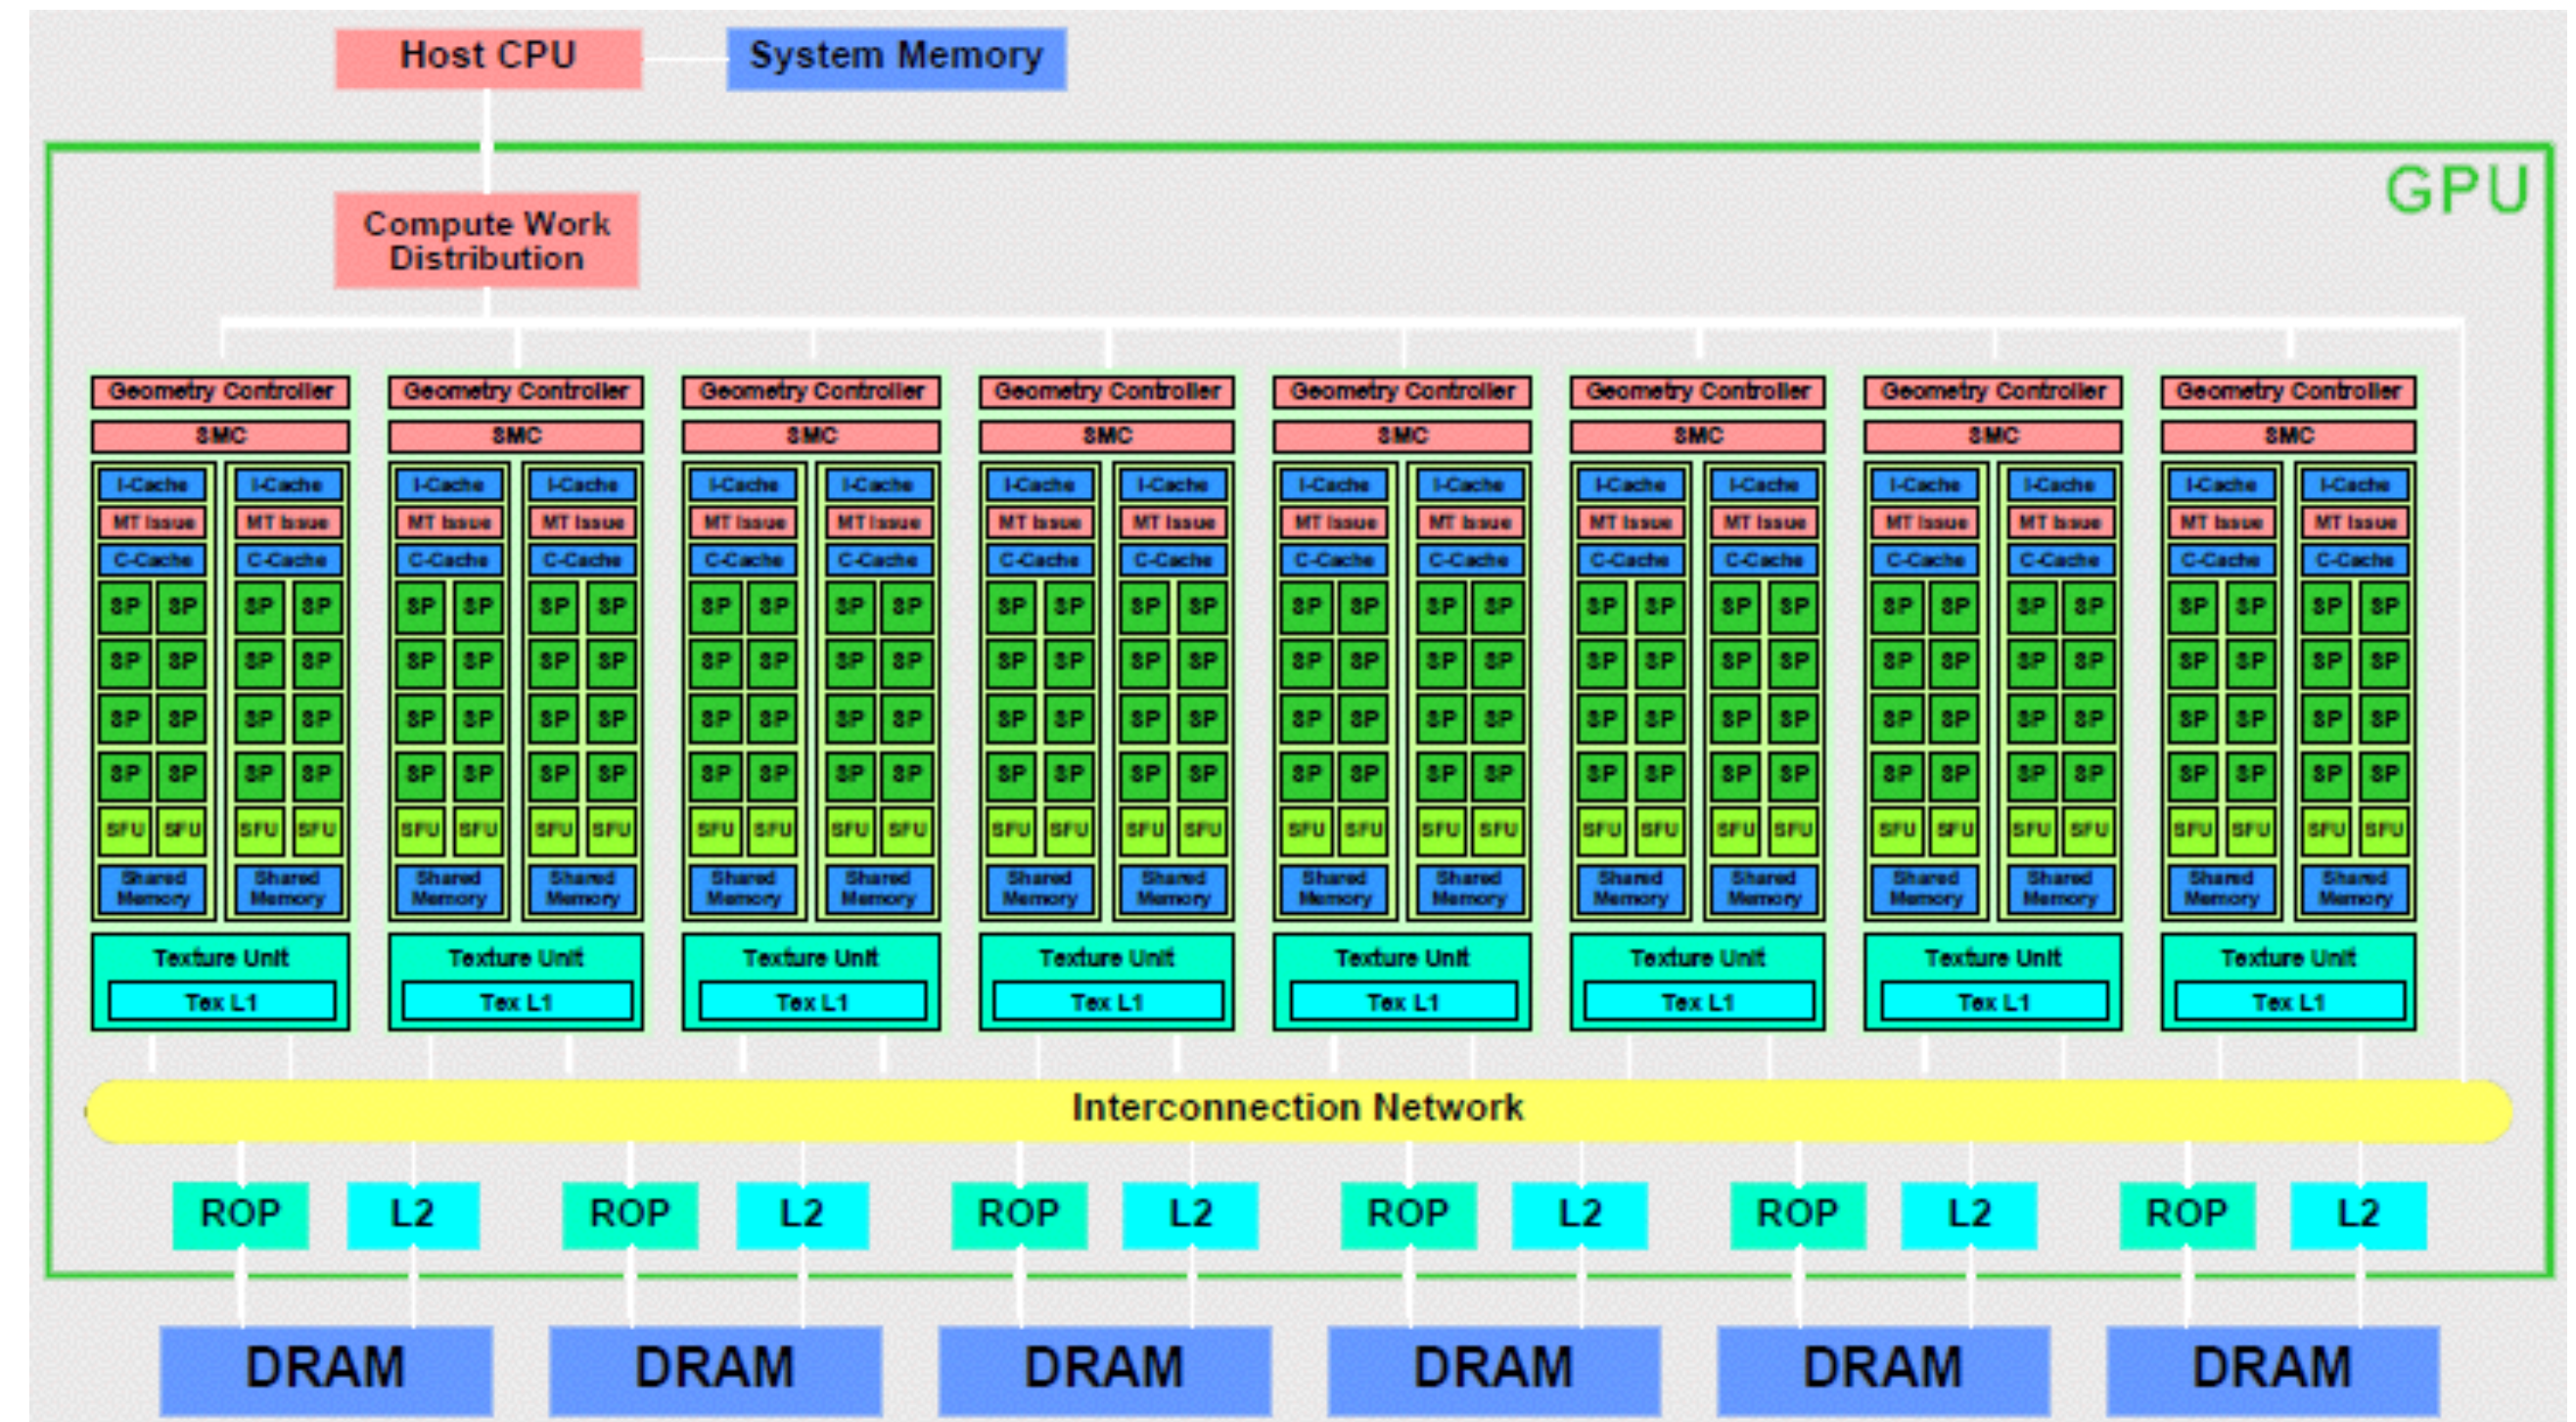 Host CPU System Memory
GPU
Compute Work
Distribution
Geometry Controller Geometry Controller Geometry Controller Geometry Controller Geometry Controller Geometry Controller Geometry Controller Geometry Controller
SMC SMC SMC SMC SMC SMC SMC SMC
I-Cache I-Cache I-Cache I-Cache I-Cache I-Cache I-Cache I-Cache I-Cache I-Cache I-Cache I-Cache I-Cache I-Cache I-Cache I-Cache
MT Issue MT Issue MT Issue MT Issue MT Issue MT Issue MT Issue MT Issue MT Issue MT Issue MT Issue MT Issue MT Issue MT Issue MT Issue MT Issue
C-Cache C-Cache C-Cache C-Cache C-Cache C-Cache C-Cache C-Cache C-Cache C-Cache C-Cache C-Cache C-Cache C-Cache C-Cache C-Cache
SP SP SP SP SP SP SP SP SP SP SP SP SP SP SP SP SP SP SP SP SP SP SP SP SP SP SP SP SP SP SP SP
SP SP SP SP SP SP SP SP SP SP SP SP SP SP SP SP SP SP SP SP SP SP SP SP SP SP SP SP SP SP SP SP
SP SP SP SP SP SP SP SP SP SP SP SP SP SP SP SP SP SP SP SP SP SP SP SP SP SP SP SP SP SP SP SP
SP SP SP SP SP SP SP SP SP SP SP SP SP SP SP SP SP SP SP SP SP SP SP SP SP SP SP SP SP SP SP SP
SFU SFU SFU SFU SFU SFU SFU SFU SFU SFU SFU SFU SFU SFU SFU SFU SFU SFU SFU SFU SFU SFU SFU SFU SFU SFU SFU SFU SFU SFU SFU SFU
Shared Shared Shared Shared Shared Shared Shared Shared Shared Shared Shared Shared Shared Shared Shared Shared
Memory Memory Memory Memory Memory Memory Memory Memory Memory Memory Memory Memory Memory Memory Memory Memory
Texture Unit Texture Unit Texture Unit Texture Unit Texture Unit Texture Unit Texture Unit Texture Unit
Tex L1 Tex L1 Tex L1 Tex L1 Tex L1 Tex L1 Tex L1 Tex L1
Interconnection Network
ROP L2 ROP L2 ROP L2 ROP L2 ROP L2 ROP L2
DRAM DRAM DRAM DRAM DRAM DRAM